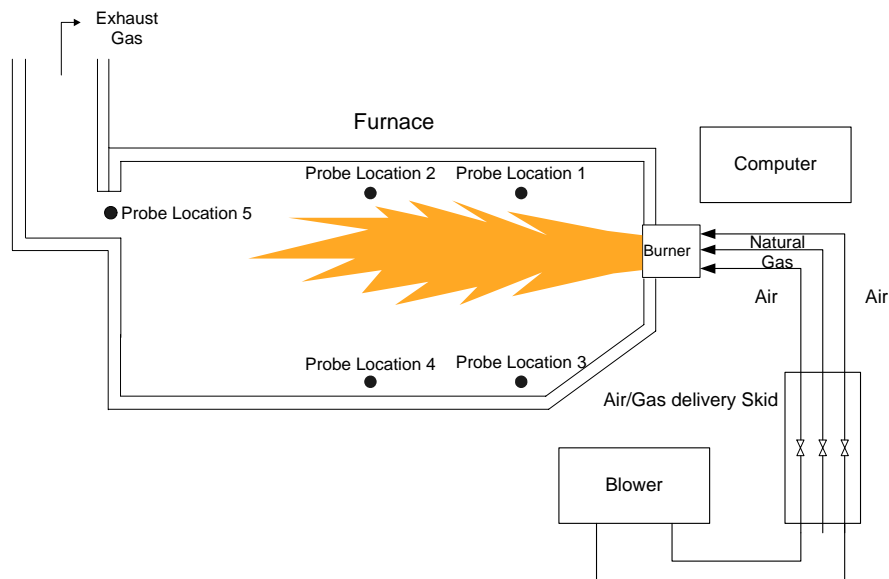 Exhaust
Gas
Furnace
Computer
Probe Location 2
Probe Location 1
Probe Location 5
Burner
Natural
Gas
Air
Air
Probe Location 4
Probe Location 3
Air/Gas delivery Skid
Blower